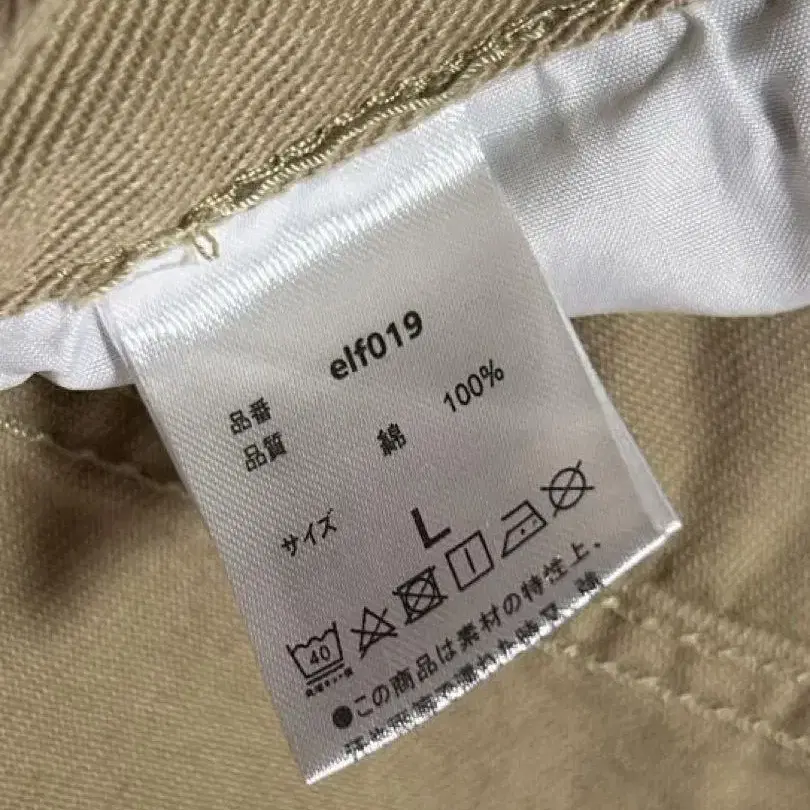 品番 elf019
品質 綿 100%
サイズ L
40
●この商品は素材の特性上、